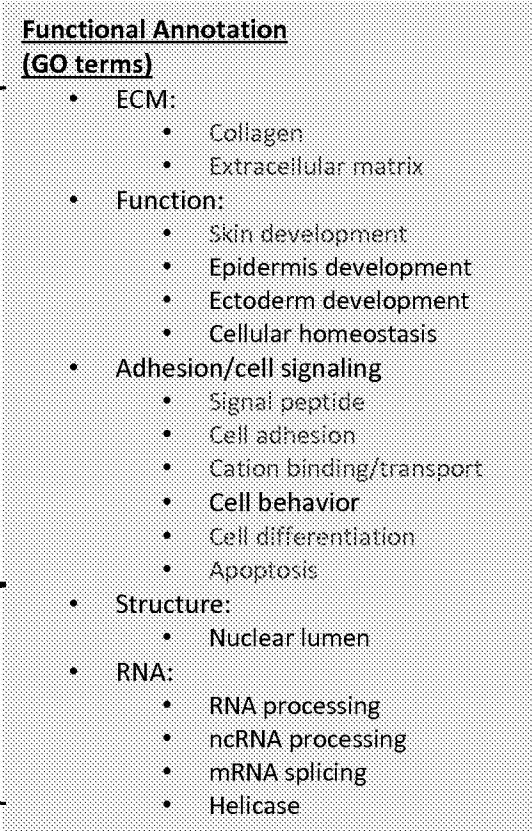 Functional Annotation
(GO terms)
• ECM:
• Collagen
• Extracellular matrix
• Function:
• Skin development
• Epidermis development
• Ectoderm development
• Cellular homeostasis
• Adhesion/cell signaling
• Signal peptide
• Cell adhesion
• Cation binding/transport
• Cell behavior
• Cell differentiation
• Apoptosis
• Structure:
• Nuclear lumen
• RNA:
• RNA processing
• ncRNA processing
• mRNA splicing
• Helicase